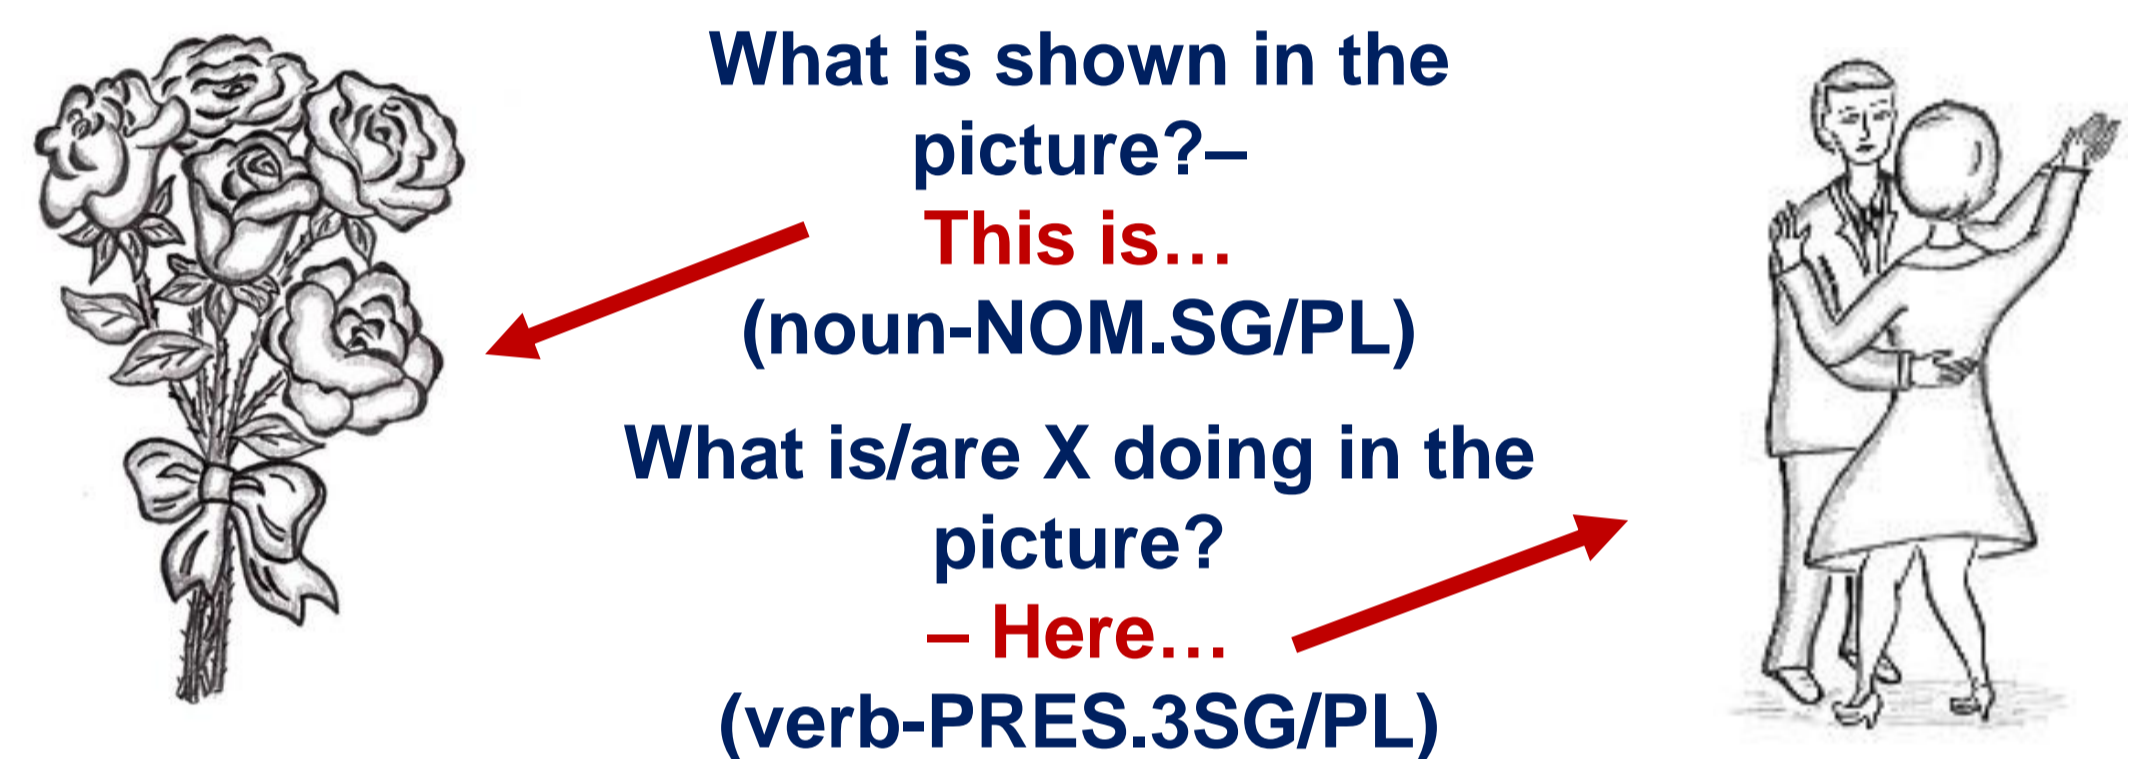 What is shown in the
picture?–
This is…
(noun-NOM.SG/PL)
What is/are X doing in the
picture?
– Here…
(verb-PRES.3SG/PL)